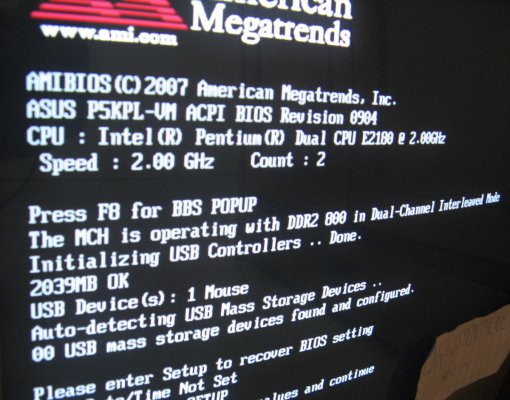 American
Megatrends
www.ami.com
AMIBIOS(C)2007 American Megatrends, Inc.
ASUS P5KPL-VM ACPI BIOS Revision 0904
CPU : Intel(R) Pentium(R) Dual CPU E2180 @ 2.00GHz
Speed : 2.00 GHz Count : 2
Press F8 for BBS POPUP
The MCH is operating with DDR2 800 in Dual-Channel Interleaved Mode
Initializing USB Controllers .. Done.
2039MB OK
USB Device(s): 1 Mouse
Auto-detecting USB Mass Storage Devices ..
00 USB mass storage devices found and configured.
Please enter Setup to recover BIOS setting
Date/Time Not Set
SETUP
values and continue